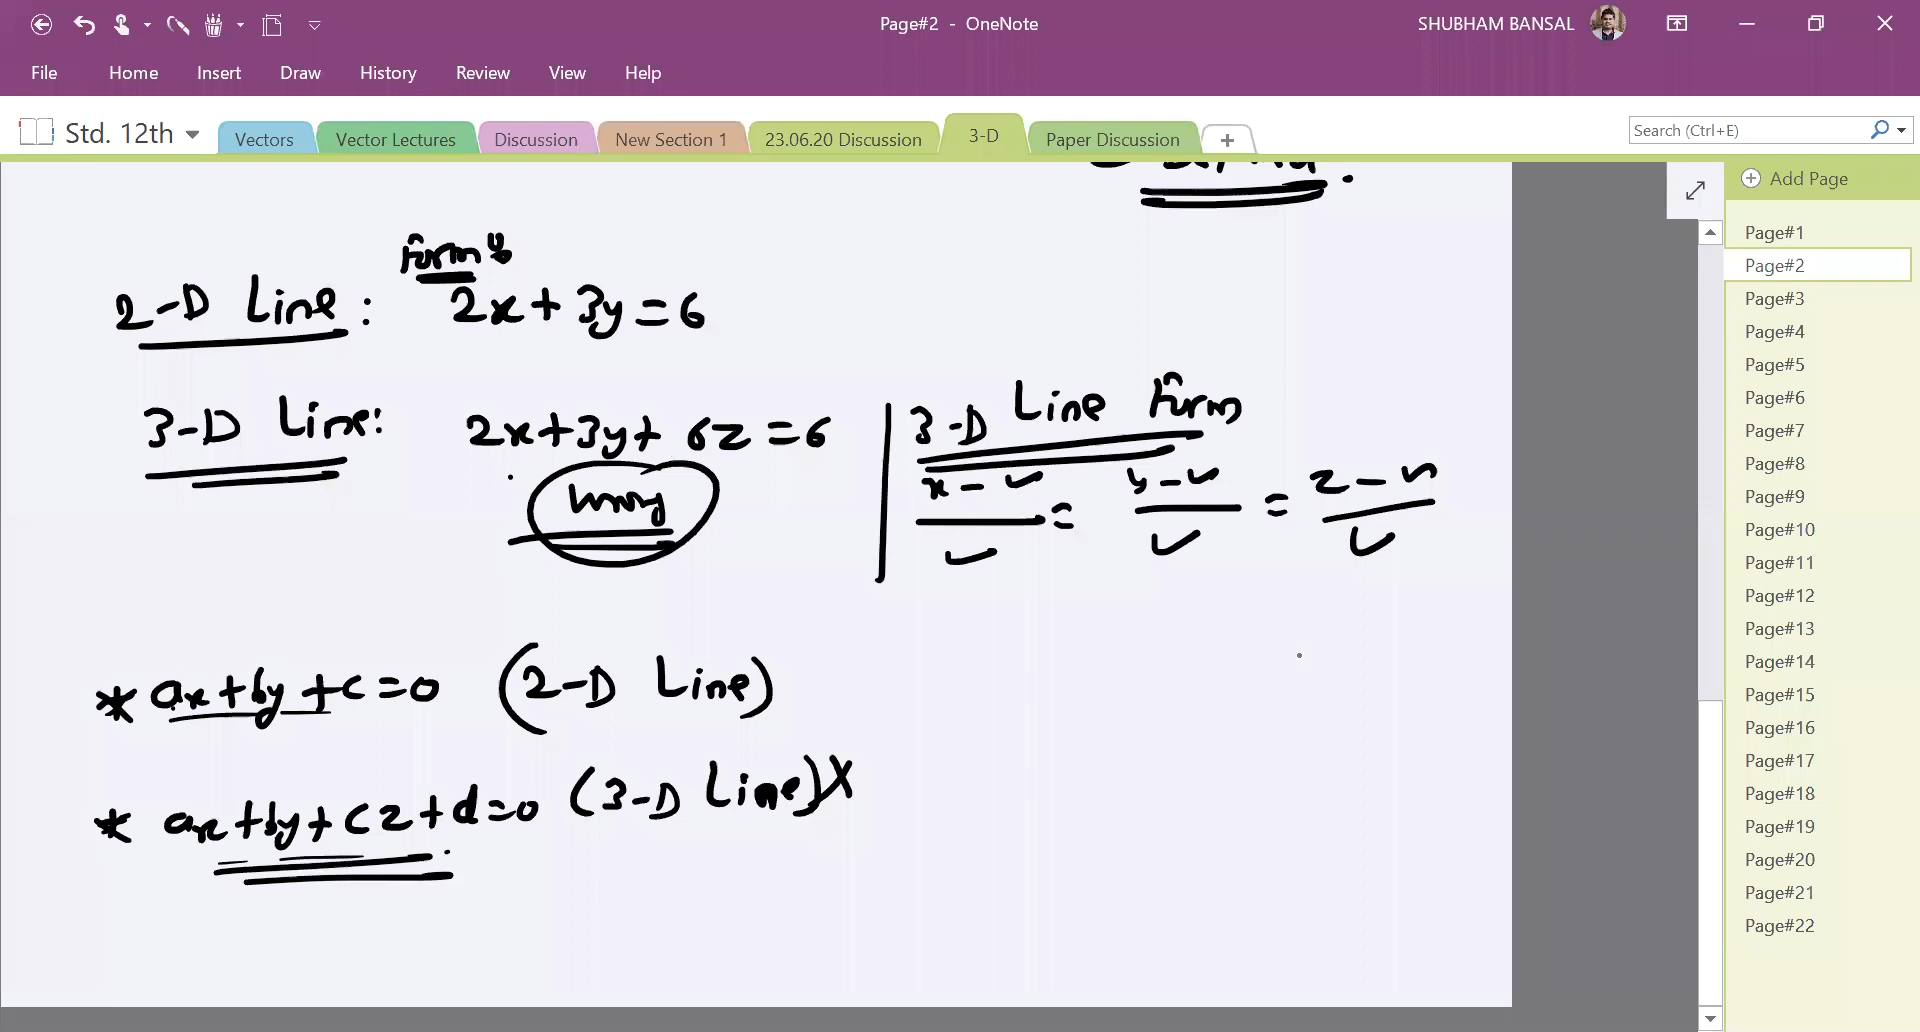 Page#2 - OneNote
SHUBHAM BANSAL
File Home Insert Draw History Review View Help
Std. 12th
Vectors
Vector Lectures
Discussion
New Section 1
23.06.20 Discussion
3-D
Paper Discussion
+
Search (Ctrl+E)
Form
2-D Line: 2x+3y=6
3-D Line: 2x+3y+6z=6
wrong
3-D Line Form
x-✓/✓ = y-✓/✓ = z-✓/✓
* ax+by+c=0 (2-D Line)
* ax+by+cz+d=0 (3-D Line) X
Add Page
Page#1
Page#2
Page#3
Page#4
Page#5
Page#6
Page#7
Page#8
Page#9
Page#10
Page#11
Page#12
Page#13
Page#14
Page#15
Page#16
Page#17
Page#18
Page#19
Page#20
Page#21
Page#22